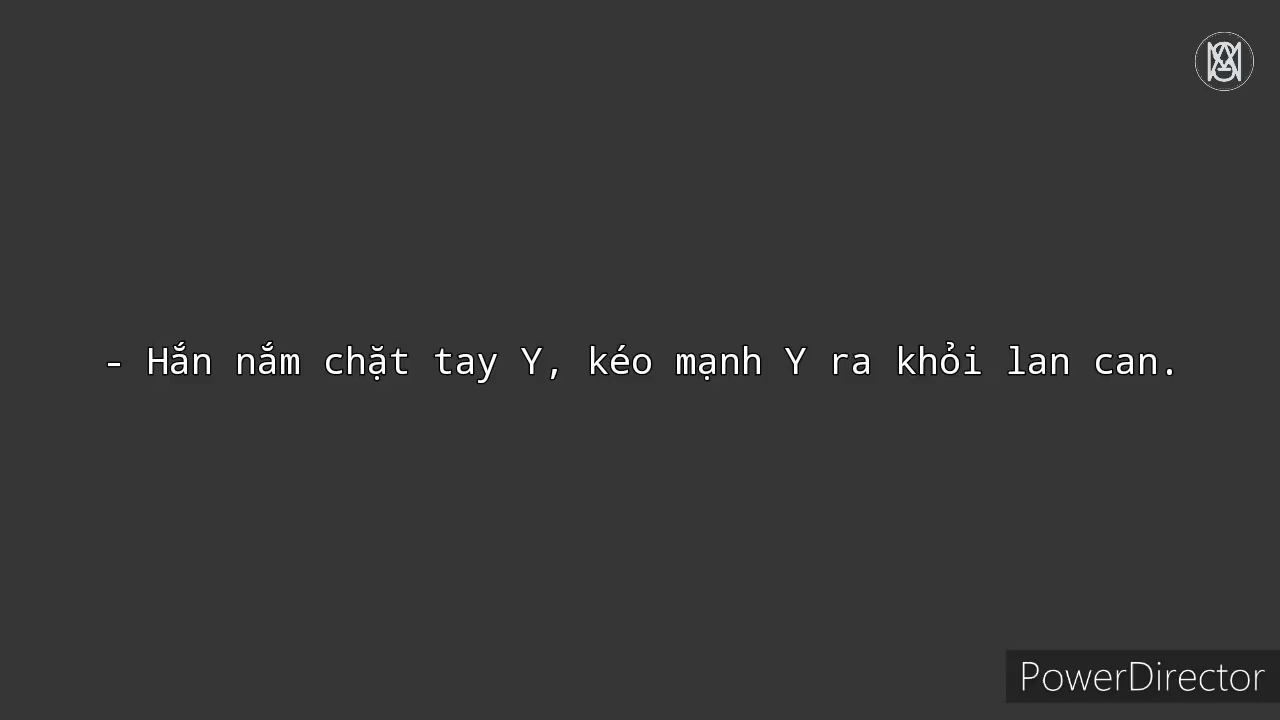 - Hắn nắm chặt tay Y, kéo mạnh Y ra khỏi lan can.
PowerDirector